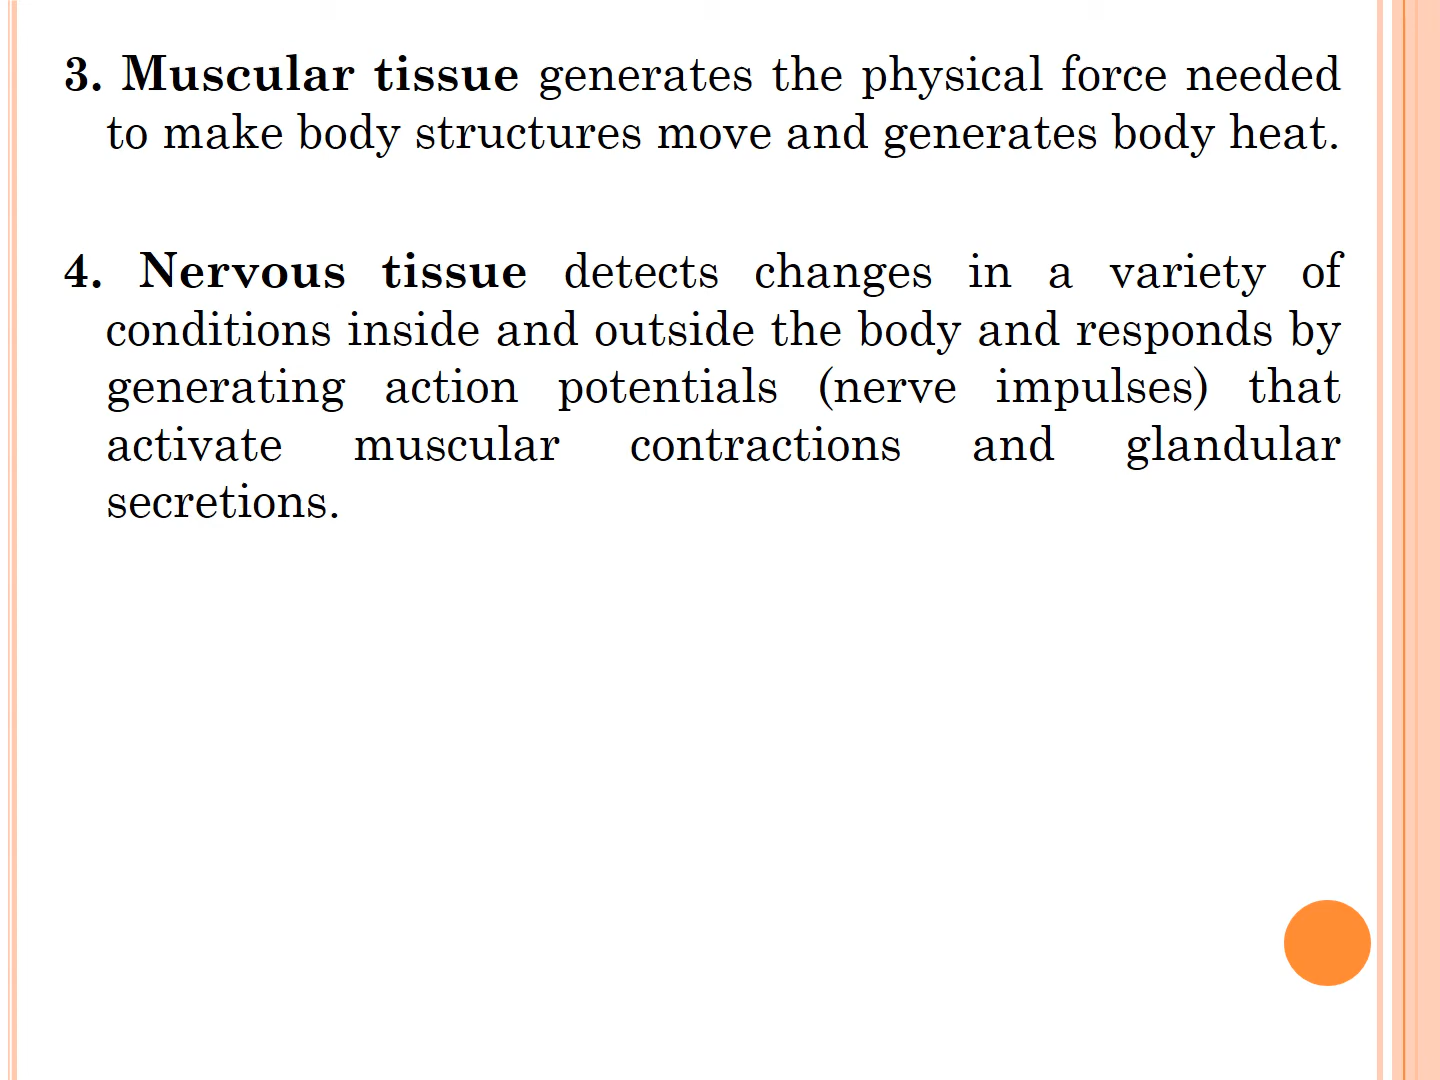 3. Muscular tissue generates the physical force needed
to make body structures move and generates body heat.
4. Nervous tissue detects changes in a variety of
conditions inside and outside the body and responds by
generating action potentials (nerve impulses) that
activate muscular contractions and glandular
secretions.